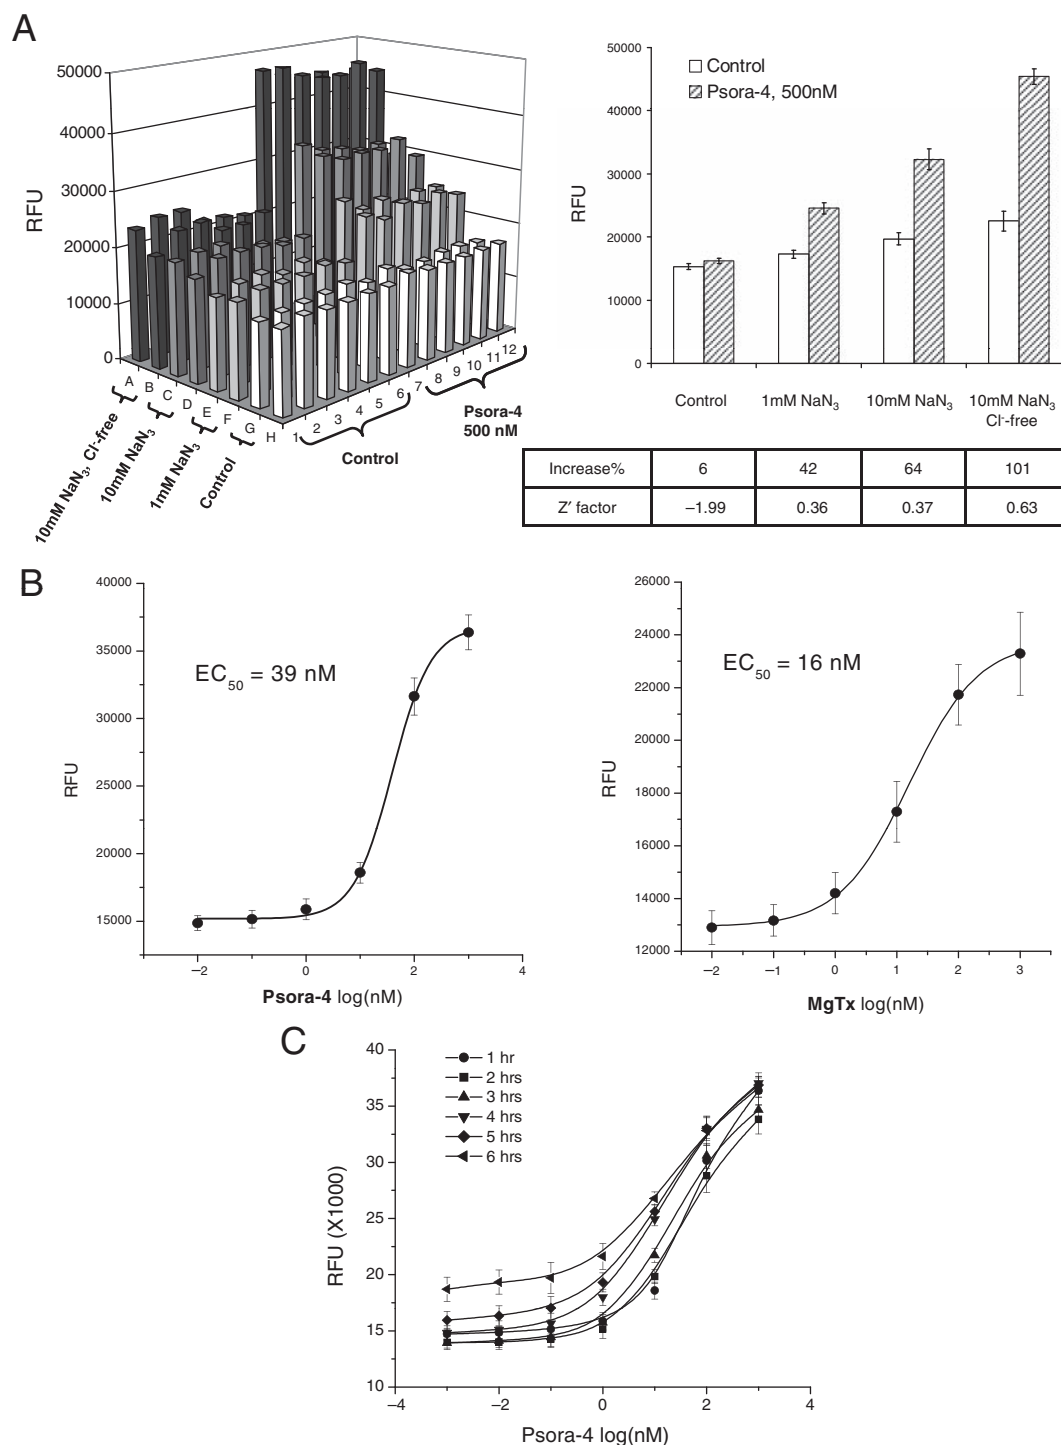 A
50000
40000
30000
20000
10000
0
RFU
A
B
C
D
E
F
G
H
1
2
3
4
5
6
7
8
9
10
11
12
10mM NaN3, Cl--free
10mM NaN3
1mM NaN3
Control
Control
Psora-4
500 nM
50000
40000
30000
20000
10000
0
RFU
Control
Psora-4, 500nM
Control 1mM NaN3 10mM NaN3 10mM NaN3
Cl--free
Increase% 6 42 64 101
Z′ factor −1.99 0.36 0.37 0.63
B
40000
35000
30000
25000
20000
15000
RFU
EC50 = 39 nM
−2 0 2 4
Psora-4 log(nM)
26000
24000
22000
20000
18000
16000
14000
12000
RFU
EC50 = 16 nM
−2 −1 0 1 2 3
MgTx log(nM)
C
40
35
30
25
20
15
10
RFU (X1000)
1 hr
2 hrs
3 hrs
4 hrs
5 hrs
6 hrs
−4 −2 0 2 4
Psora-4 log(nM)